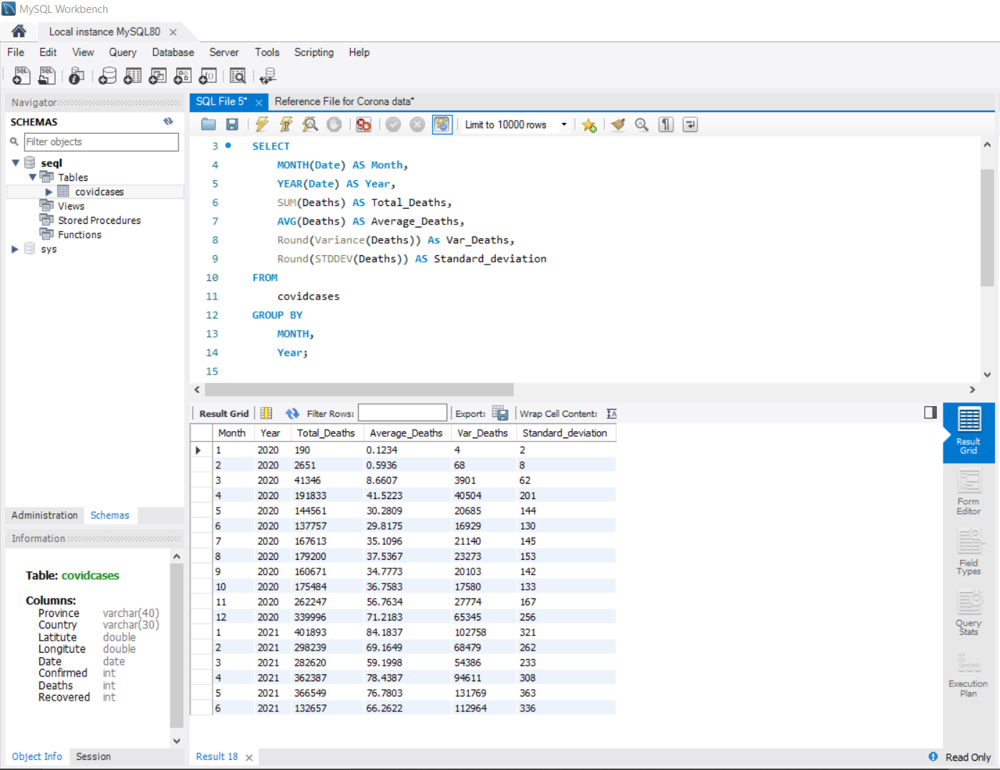 MySQL Workbench
Local instance MySQL80
File Edit View Query Database Server Tools Scripting Help
Navigator
SCHEMAS
Filter objects
seql
Tables
covidcases
Views
Stored Procedures
Functions
sys
Administration Schemas
Information
Table: covidcases
Columns:
Province varchar(40)
Country varchar(30)
Latitute double
Longitute double
Date date
Confirmed int
Deaths int
Recovered int
Object Info Session
SQL File 5* Reference File for Corona data*
Limit to 10000 rows
3 SELECT
4 MONTH(Date) AS Month,
5 YEAR(Date) AS Year,
6 SUM(Deaths) AS Total_Deaths,
7 AVG(Deaths) AS Average_Deaths,
8 Round(Variance(Deaths)) As Var_Deaths,
9 Round(STDDEV(Deaths)) AS Standard_deviation
10 FROM
11 covidcases
12 GROUP BY
13 MONTH,
14 Year;
15
Result Grid Filter Rows: Export: Wrap Cell Content:
Month Year Total_Deaths Average_Deaths Var_Deaths Standard_deviation
1 2020 190 0.1234 4 2
2 2020 2651 0.5936 68 8
3 2020 41346 8.6607 3901 62
4 2020 191833 41.5223 40504 201
5 2020 144561 30.2809 20685 144
6 2020 137757 29.8175 16929 130
7 2020 167613 35.1096 21140 145
8 2020 179200 37.5367 23273 153
9 2020 160671 34.7773 20103 142
10 2020 175484 36.7583 17580 133
11 2020 262247 56.7634 27774 167
12 2020 339996 71.2183 65345 256
1 2021 401893 84.1837 102758 321
2 2021 298239 69.1649 68479 262
3 2021 282620 59.1998 54386 233
4 2021 362387 78.4387 94611 308
5 2021 366549 76.7803 131769 363
6 2021 132657 66.2622 112964 336
Result
Grid
Form
Editor
Field
Types
Query
Stats
Execution
Plan
Result 18
Read Only